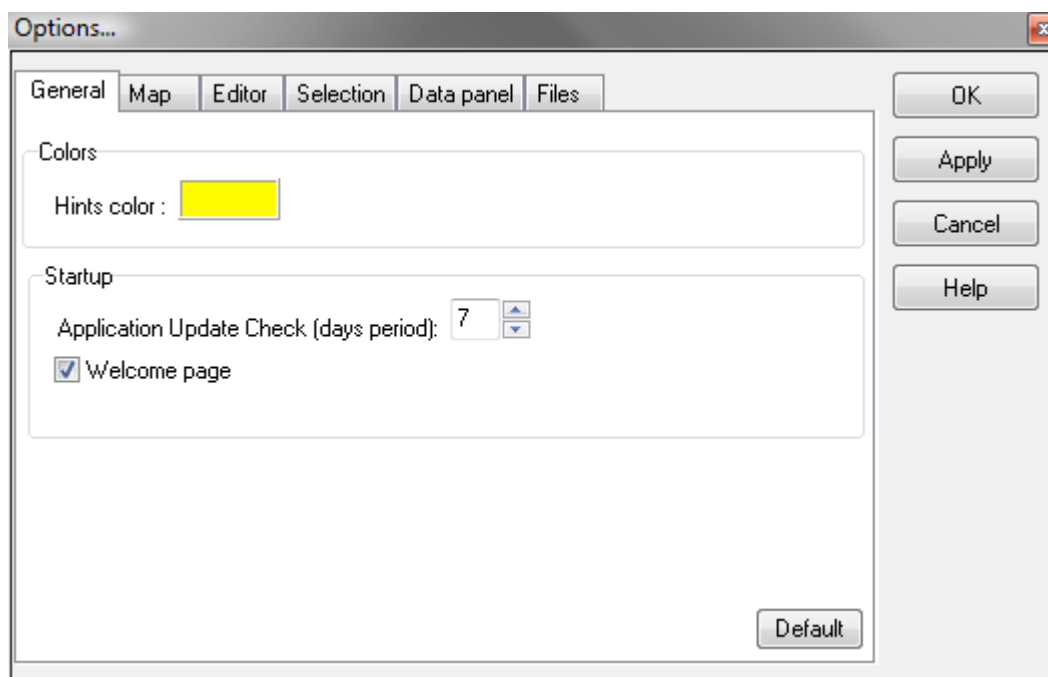 Options...
General Map Editor Selection Data panel Files
OK
Colors
Apply
Hints color :
Cancel
Startup
Help
Application Update Check (days period): 7
Welcome page
Default